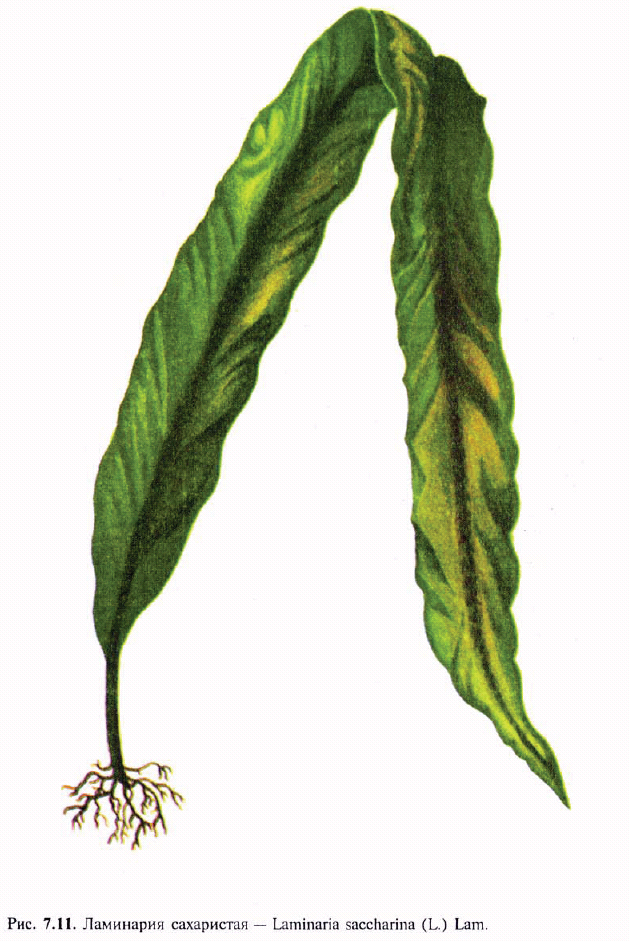 Рис. 7.11. Ламинария сахаристая — Laminaria saccharina (L.) Lam.